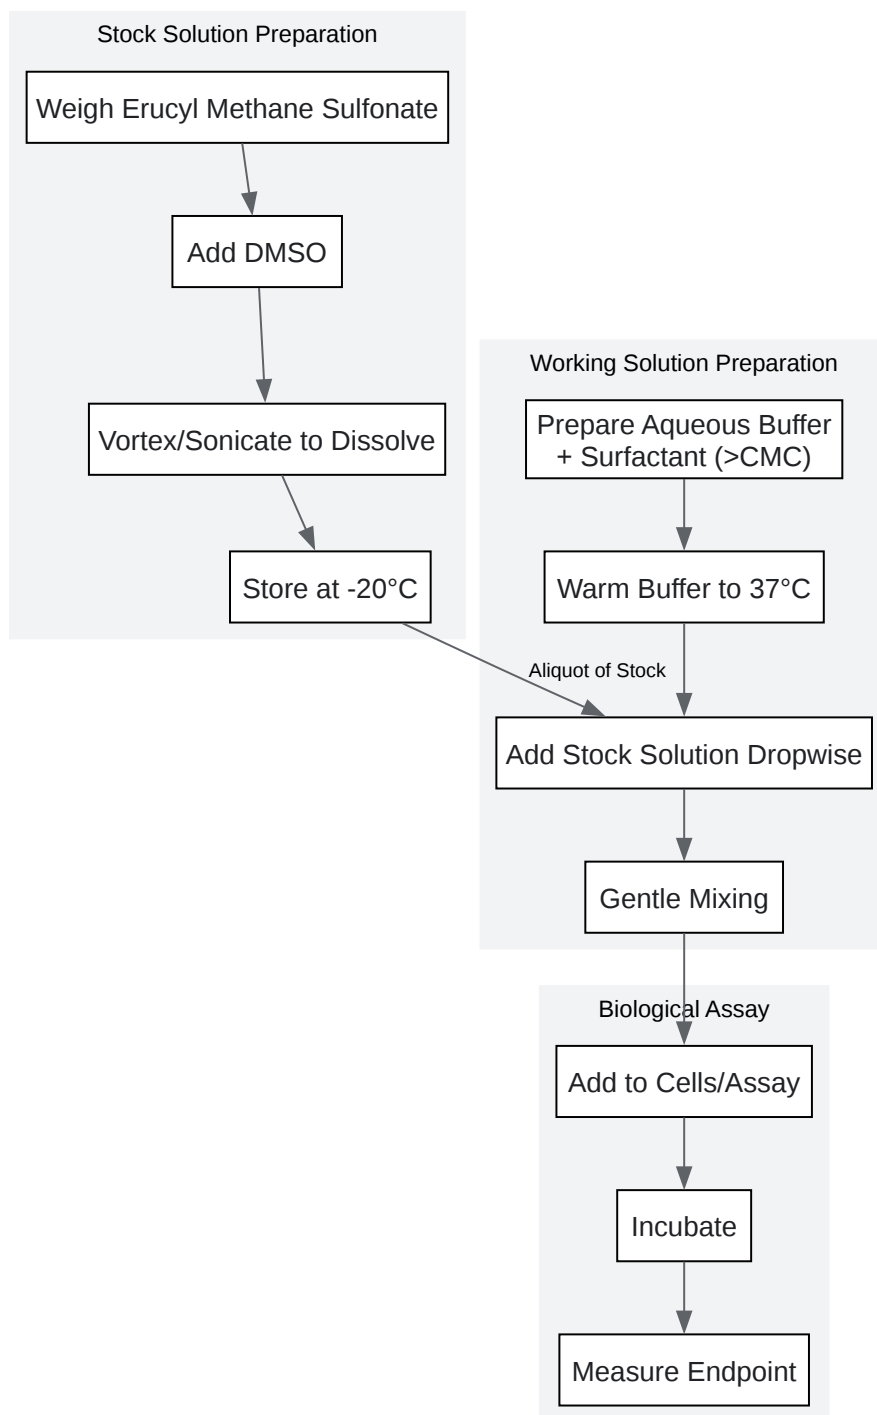 Stock Solution Preparation
Weigh Erucyl Methane Sulfonate
Add DMSO
Vortex/Sonicate to Dissolve
Store at -20°C
Working Solution Preparation
Prepare Aqueous Buffer
+ Surfactant (>CMC)
Warm Buffer to 37°C
Aliquot of Stock
Add Stock Solution Dropwise
Gentle Mixing
Biological Assay
Add to Cells/Assay
Incubate
Measure Endpoint